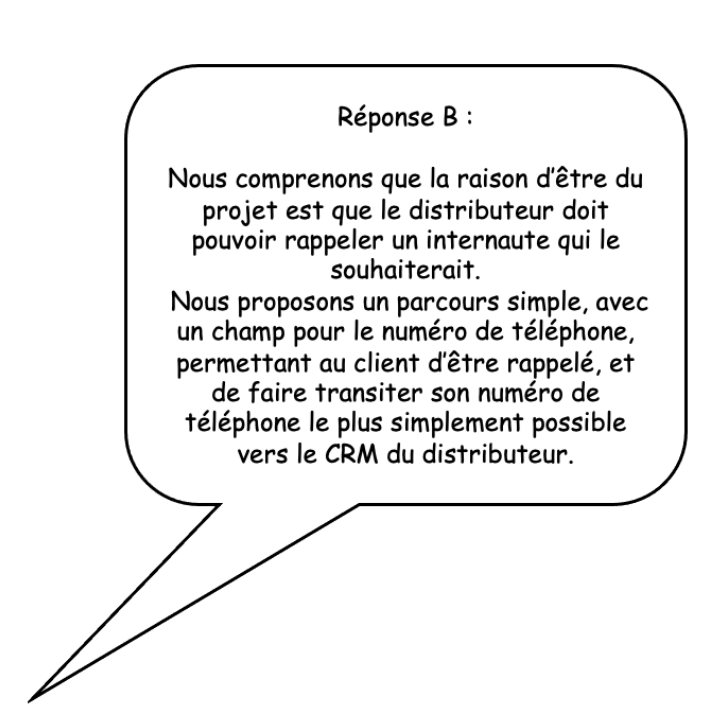 Réponse B :
Nous comprenons que la raison d'être du
projet est que le distributeur doit
pouvoir rappeler un internaute qui le
souhaiterait.
Nous proposons un parcours simple, avec
un champ pour le numéro de téléphone,
permettant au client d'être rappelé, et
de faire transiter son numéro de
téléphone le plus simplement possible
vers le CRM du distributeur.